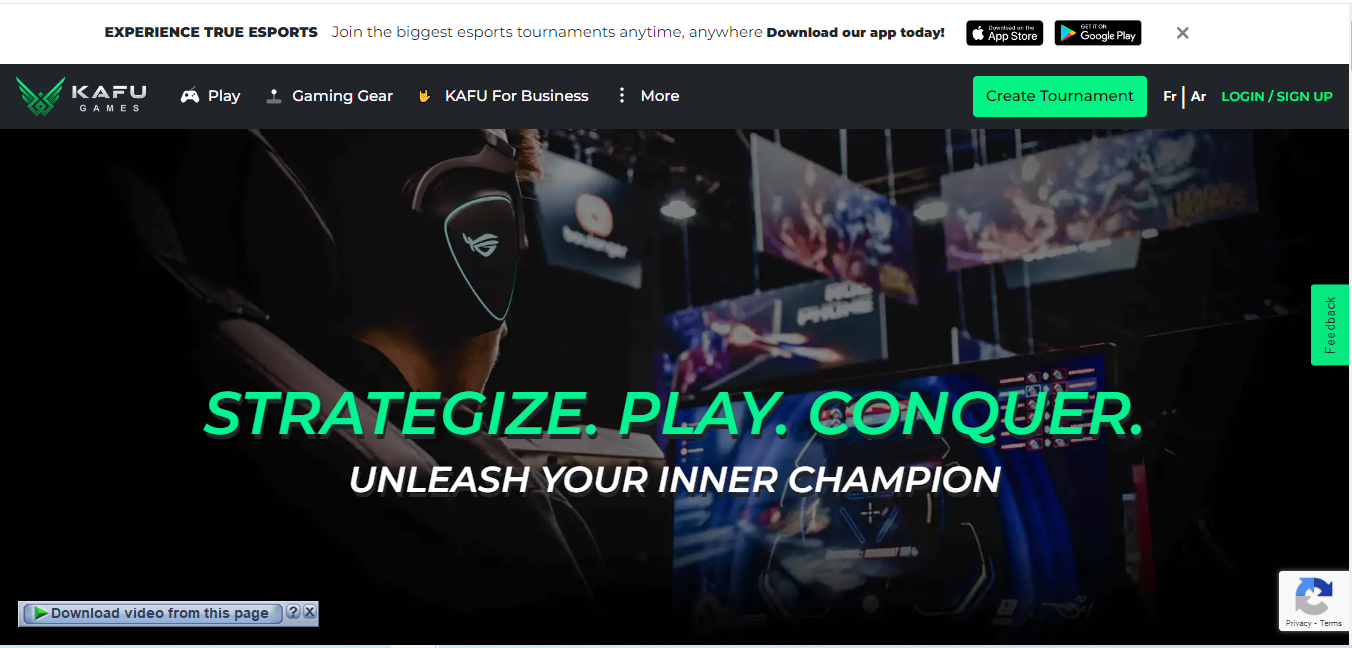 EXPERIENCE TRUE ESPORTS Join the biggest esports tournaments anytime, anywhere Download our app today!
Download on the
App Store
GET IT ON
Google Play
KAFU
GAMES
Play
Gaming Gear
KAFU For Business
More
Create Tournament
Fr | Ar
LOGIN / SIGN UP
Feedback
STRATEGIZE. PLAY. CONQUER.
UNLEASH YOUR INNER CHAMPION
Download video from this page
Privacy - Terms